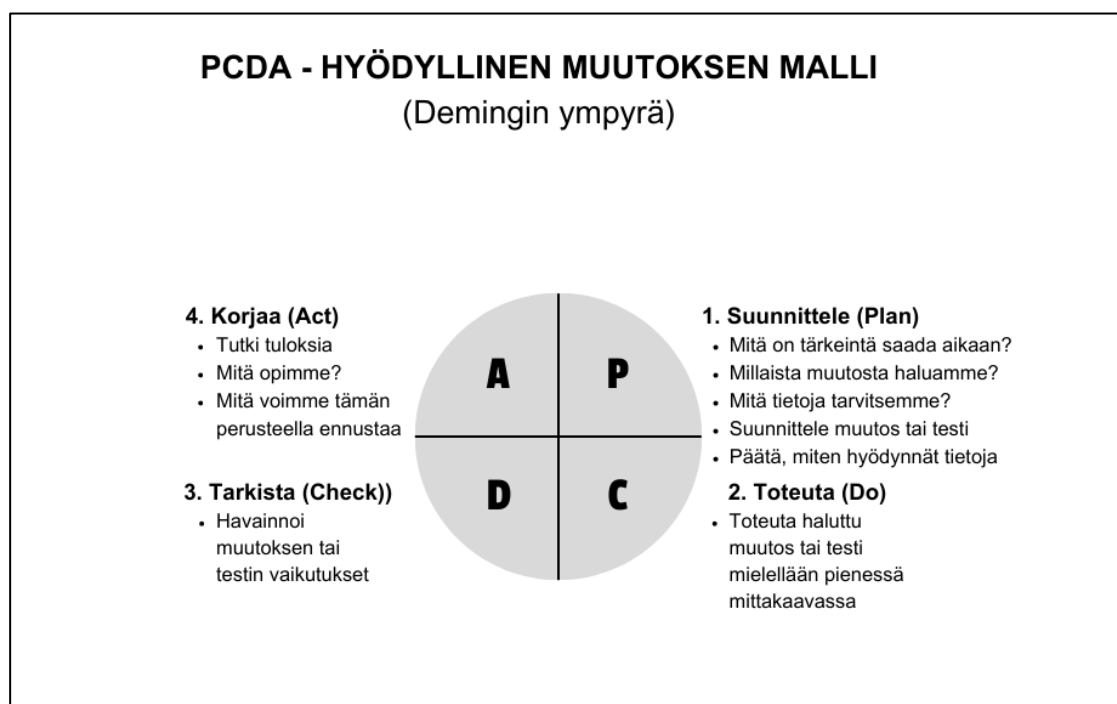 PCDA - HYÖDYLLINEN MUUTOKSEN MALLI
(Demingin ympyrä)
4. Korjaa (Act)
• Tutki tuloksia
• Mitä opimme?
• Mitä voimme tämän
perusteella ennustaa
A
P
1. Suunnittele (Plan)
• Mitä on tärkeintä saada aikaan?
• Millaista muutosta haluamme?
• Mitä tietoja tarvitsemme?
• Suunnittele muutos tai testi
• Päätä, miten hyödynnät tietoja
3. Tarkista (Check))
• Havainnoi
muutoksen tai
testin vaikutukset
D
C
2. Toteuta (Do)
• Toteuta haluttu
muutos tai testi
mielellään pienessä
mittakaavassa